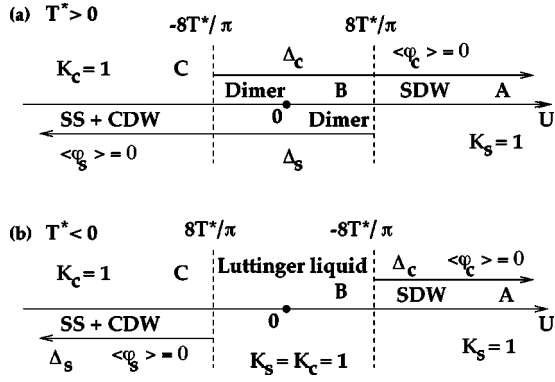 (a) T* > 0
-8T*/π 8T*/π
Δc <φc> = 0
Kc = 1 C Dimer B SDW A
SS + CDW 0 Dimer U
<φs> = 0 Δs Ks = 1
(b) T* < 0
8T*/π -8T*/π
Kc = 1 C Luttinger liquid Δc <φc> = 0
B SDW A
SS + CDW 0 U
Δs <φs> = 0 Ks = Kc = 1 Ks = 1